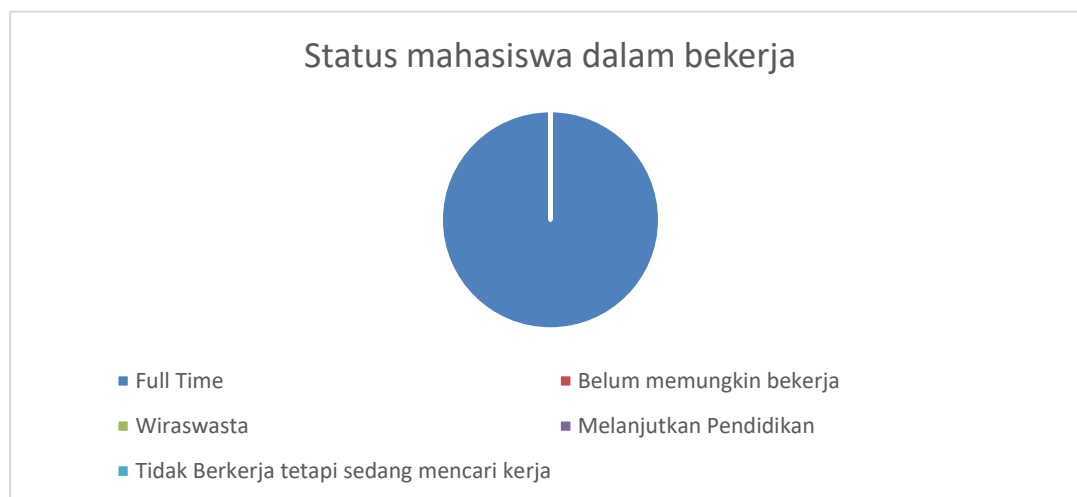 Status mahasiswa dalam bekerja
Full Time
Belum memungkin bekerja
Wiraswasta
Melanjutkan Pendidikan
Tidak Berkerja tetapi sedang mencari kerja